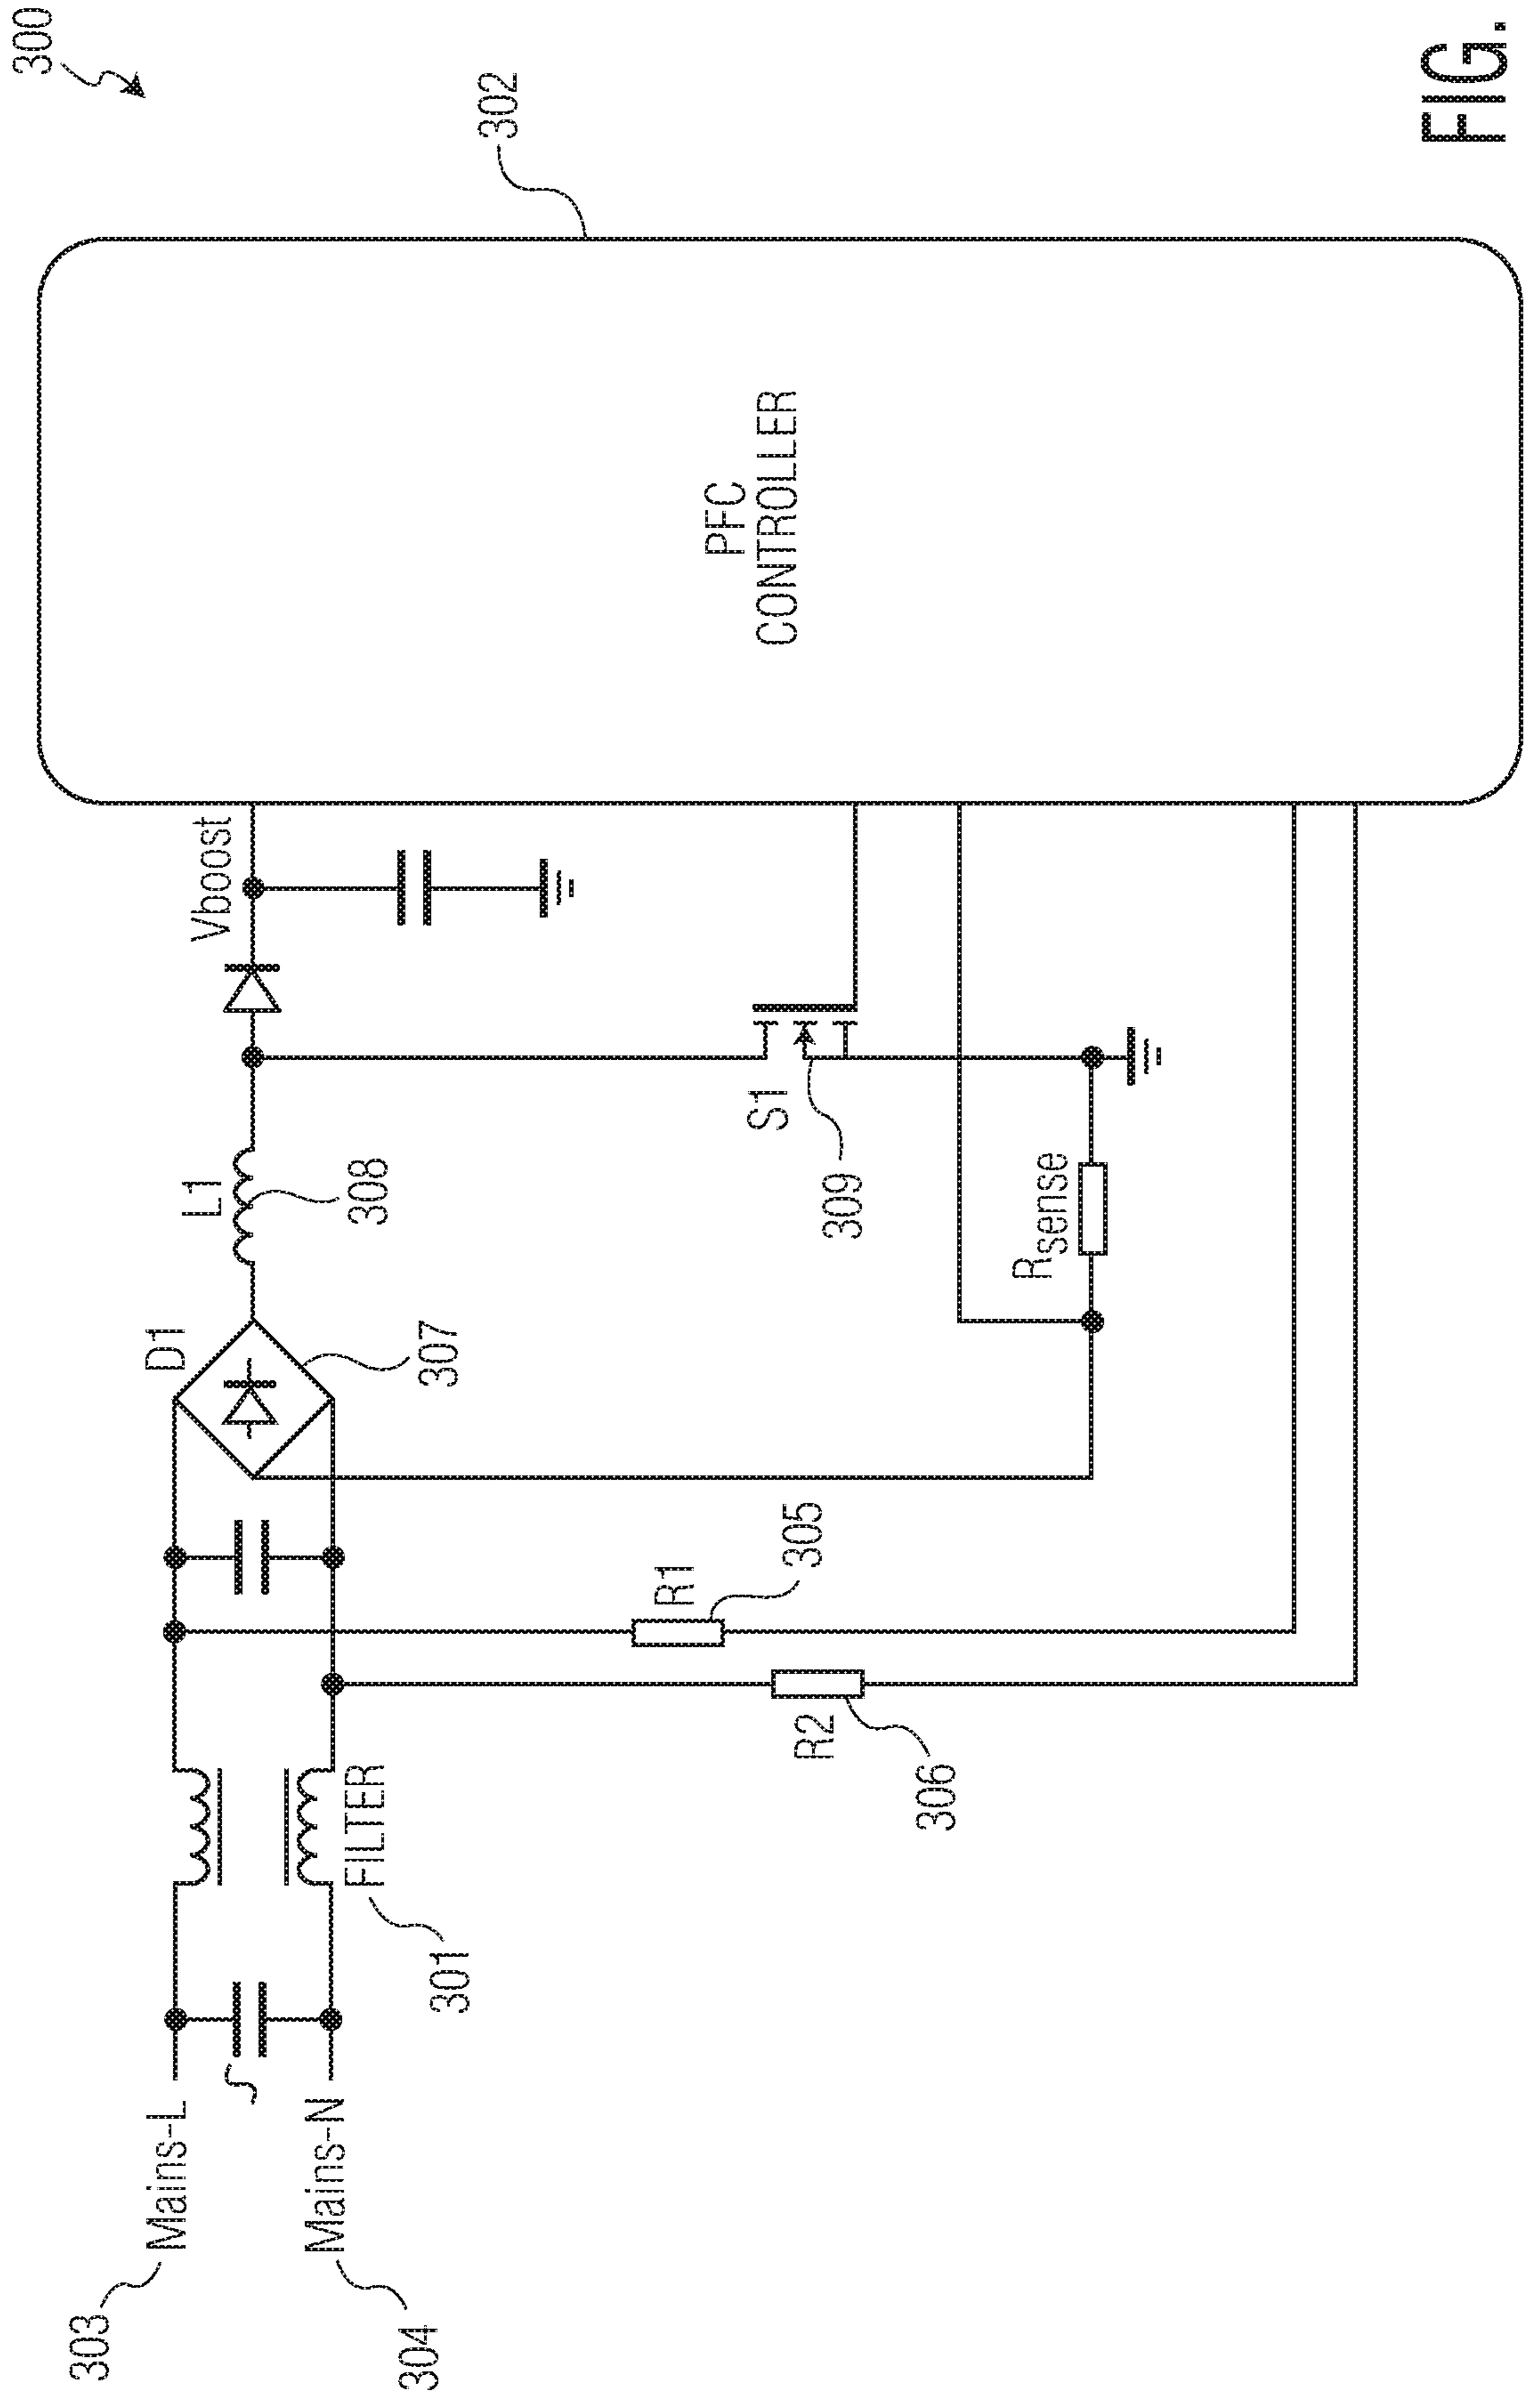 300
302
PFC
CONTROLLER
Vboost
L1
308
D1
307
S1
309
Rsense
R1
305
R2
306
FILTER
301
Mains-L
303
Mains-N
304
FIG.